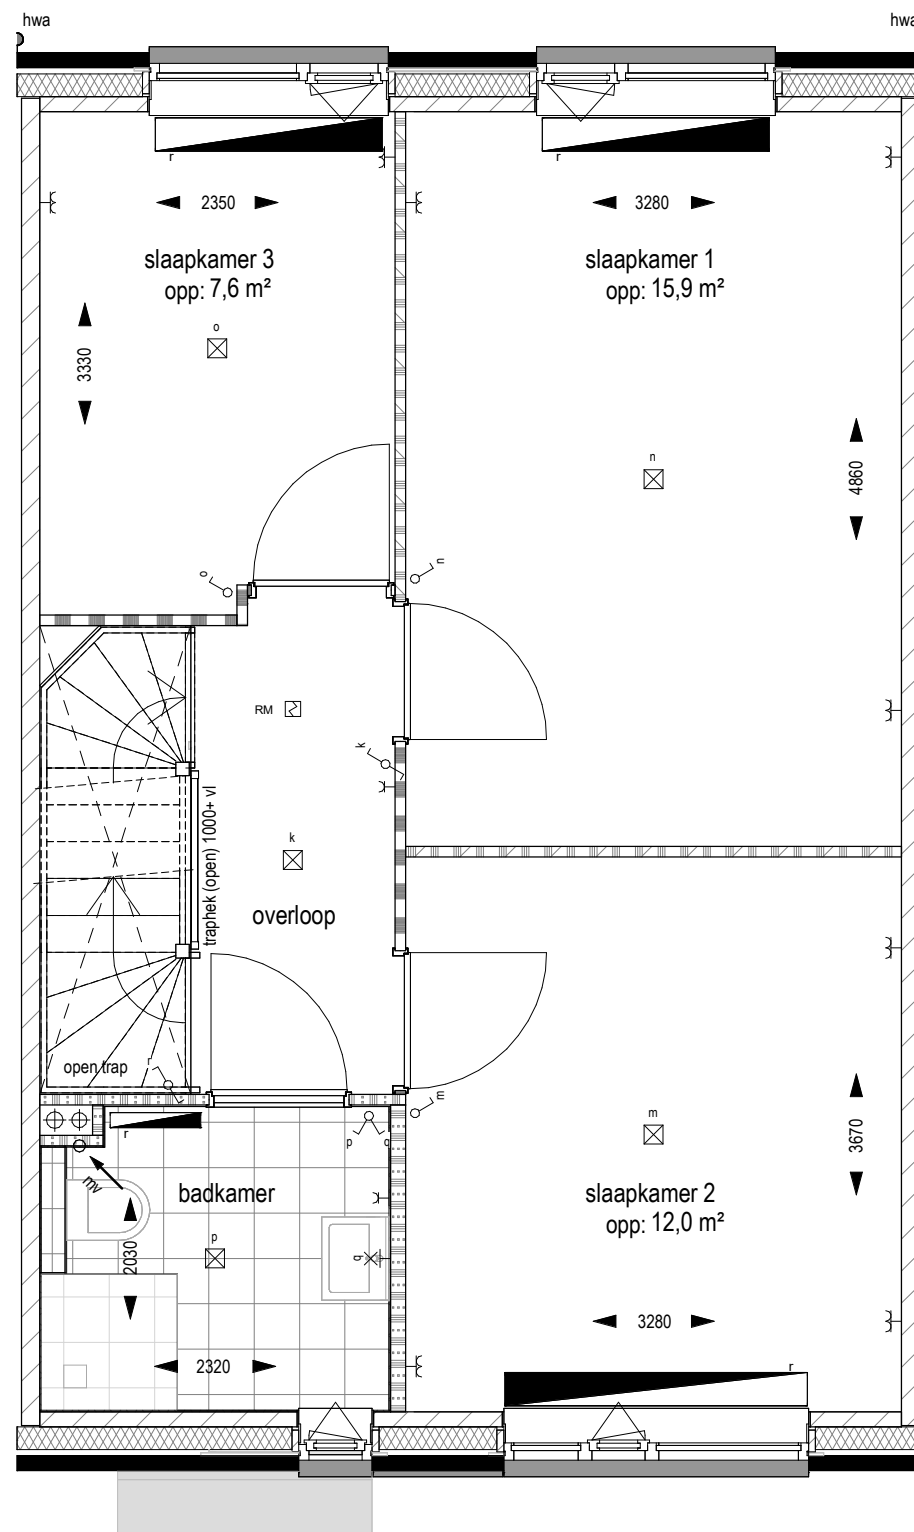 hwa
hwa
r
r
2350
3280
slaapkamer 3
opp: 7,6 m²
slaapkamer 1
opp: 15,9 m²
o
3330
n
4860
o
n
RM
k
traphek (open) 1000+ vl
k
overloop
open trap
r
m
r
p
q
m
3670
mv
badkamer
slaapkamer 2
opp: 12,0 m²
p
2030
q
3280
2320
r